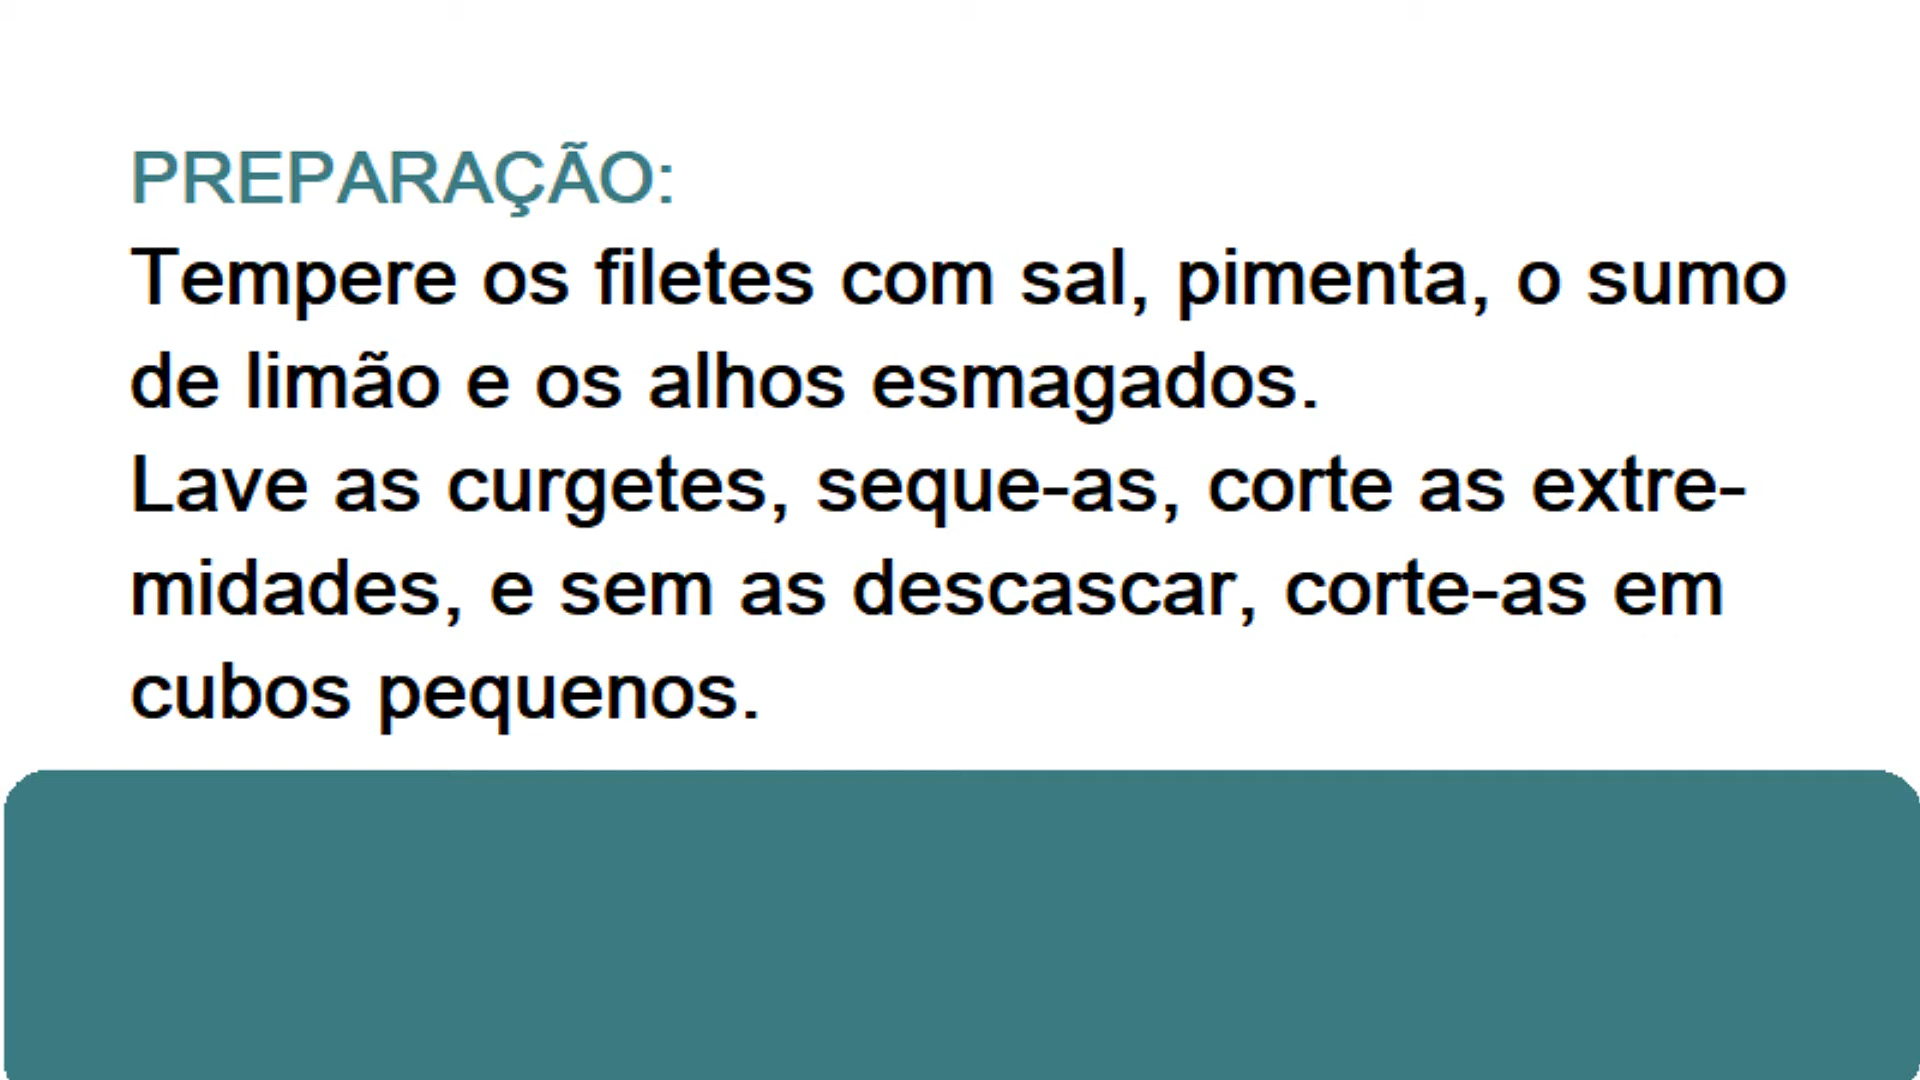 PREPARAÇÃO:
Tempere os filetes com sal, pimenta, o sumo
de limão e os alhos esmagados.
Lave as curgetes, seque-as, corte as extre-
midades, e sem as descascar, corte-as em
cubos pequenos.